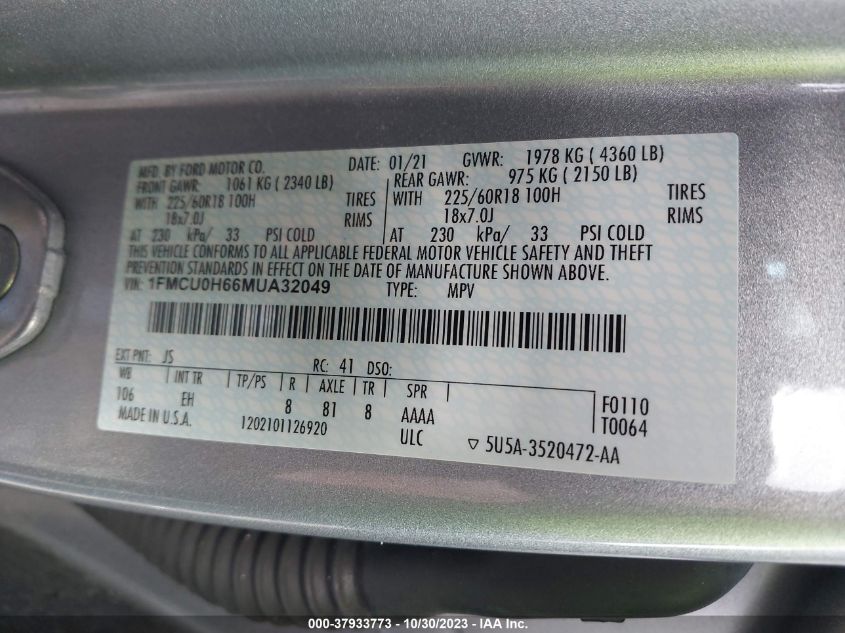 MFD. BY FORD MOTOR CO. DATE: 01/21 GVWR: 1978 KG ( 4360 LB)
FRONT GAWR: 1061 KG ( 2340 LB) REAR GAWR: 975 KG ( 2150 LB)
WITH 225/60R18 100H TIRES WITH 225/60R18 100H TIRES
18x7.0J RIMS 18x7.0J RIMS
AT 230 kPa/ 33 PSI COLD AT 230 kPa/ 33 PSI COLD
THIS VEHICLE CONFORMS TO ALL APPLICABLE FEDERAL MOTOR VEHICLE SAFETY AND THEFT
PREVENTION STANDARDS IN EFFECT ON THE DATE OF MANUFACTURE SHOWN ABOVE.
VIN: 1FMCU0H66MUA32049 TYPE: MPV
EXT PNT: JS RC: 41 DSO:
WB INT TR TP/PS R AXLE TR SPR
106 EH 8 81 8 AAAA F0110
MADE IN U.S.A. 1202101126920 ULC T0064
▽ 5U5A-3520472-AA
000-37933773 - 10/30/2023 - IAA Inc.